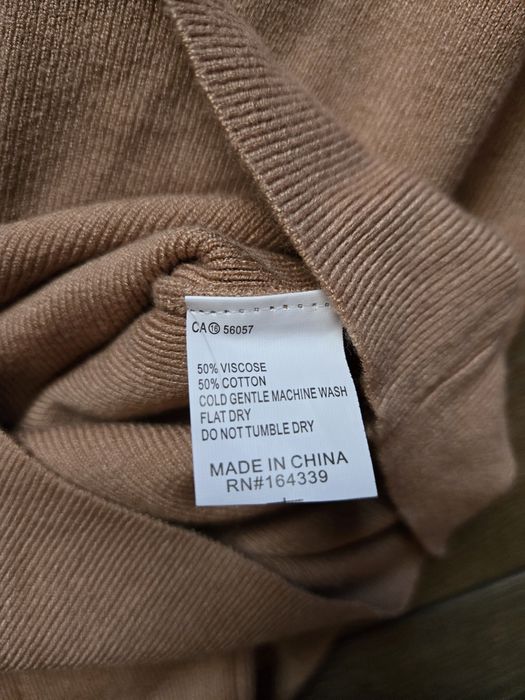 CA⑯ 56057
50% VISCOSE
50% COTTON
COLD GENTLE MACHINE WASH
FLAT DRY
DO NOT TUMBLE DRY
MADE IN CHINA
RN#164339